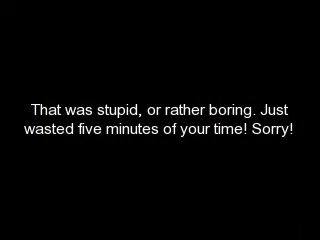 That was stupid, or rather boring. Just
wasted five minutes of your time! Sorry!